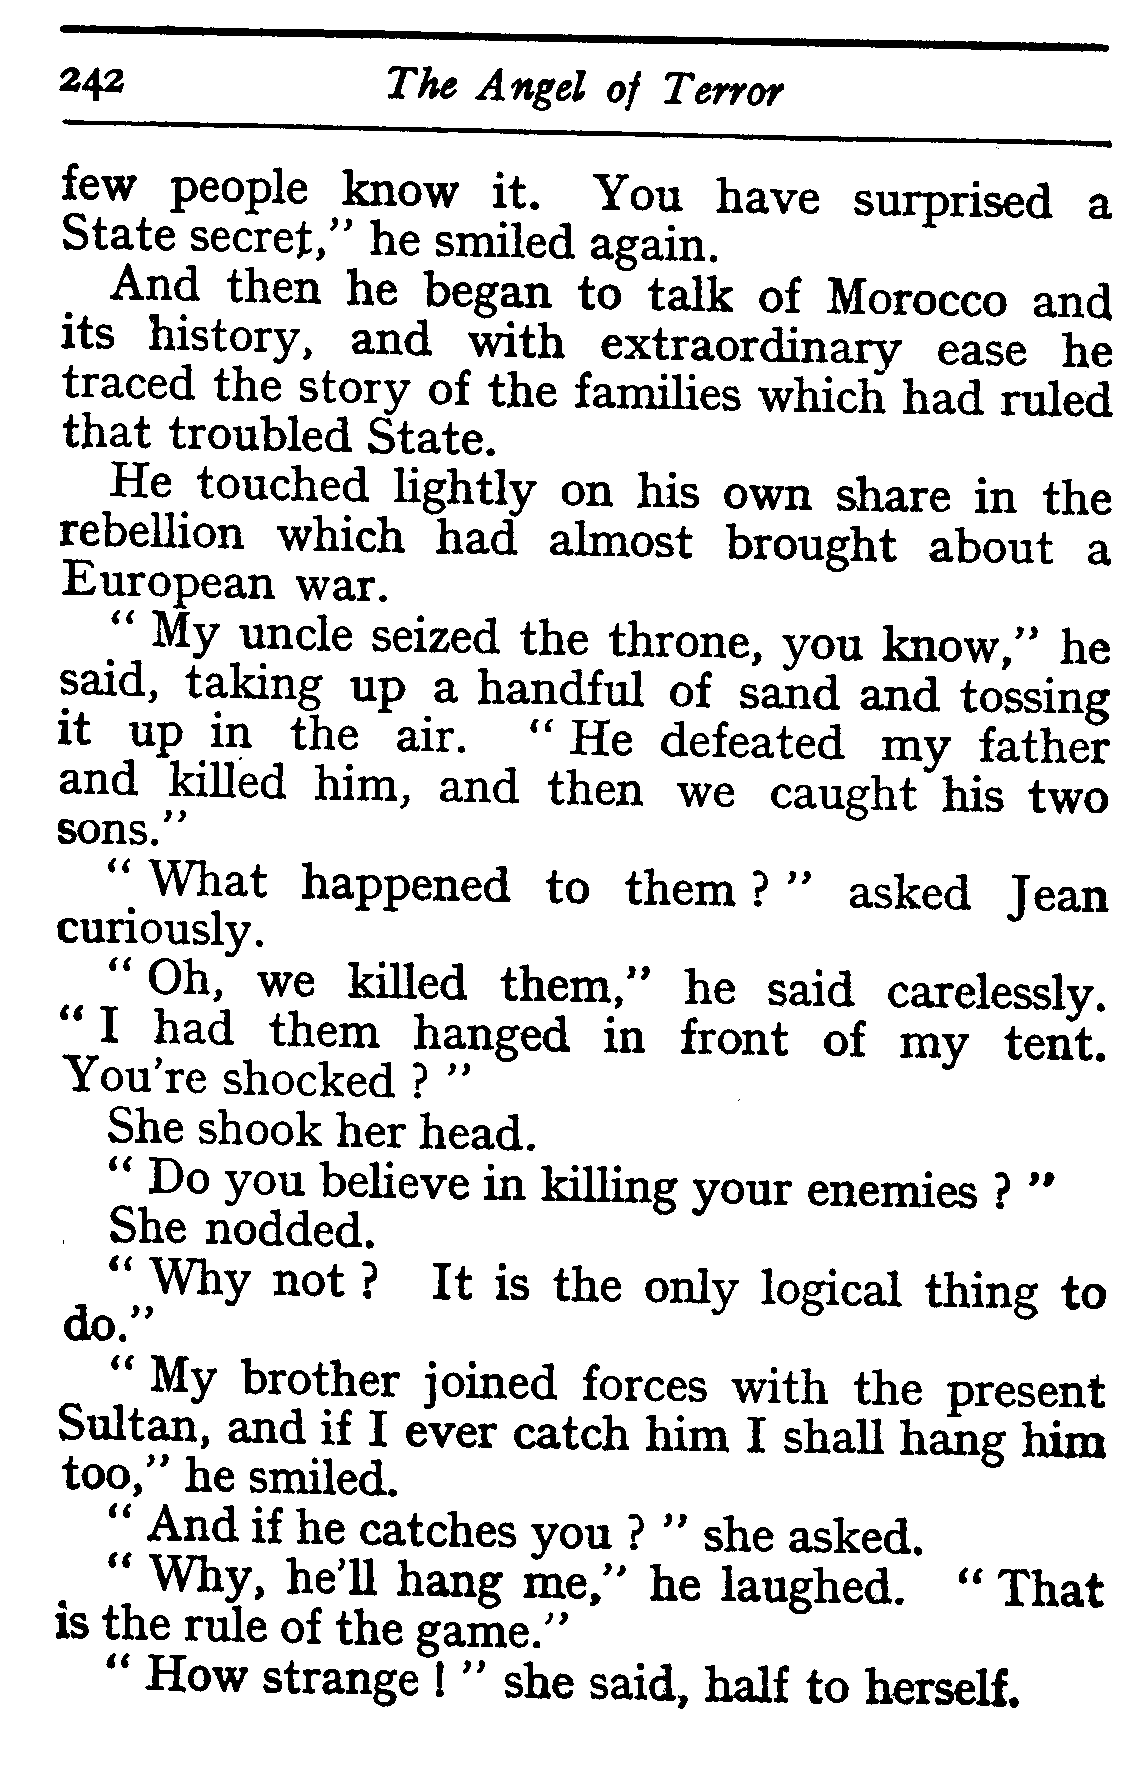 242 The Angel of Terror
few people know it. You have surprised a
State secret,” he smiled again.
And then he began to talk of Morocco and
its history, and with extraordinary ease he
traced the story of the families which had ruled
that troubled State.
He touched lightly on his own share in the
rebellion which had almost brought about a
European war.
“ My uncle seized the throne, you know,” he
said, taking up a handful of sand and tossing
it up in the air. “ He defeated my father
and killed him, and then we caught his two
sons.”
“ What happened to them ? ” asked Jean
curiously.
“ Oh, we killed them,” he said carelessly.
“ I had them hanged in front of my tent.
You're shocked ? ”
She shook her head.
“ Do you believe in killing your enemies ? ”
She nodded.
“ Why not ? It is the only logical thing to
do.”
“ My brother joined forces with the present
Sultan, and if I ever catch him I shall hang him
too,” he smiled.
“ And if he catches you ? ” she asked.
“ Why, he'll hang me,” he laughed. “ That
is the rule of the game.”
“ How strange ! ” she said, half to herself.